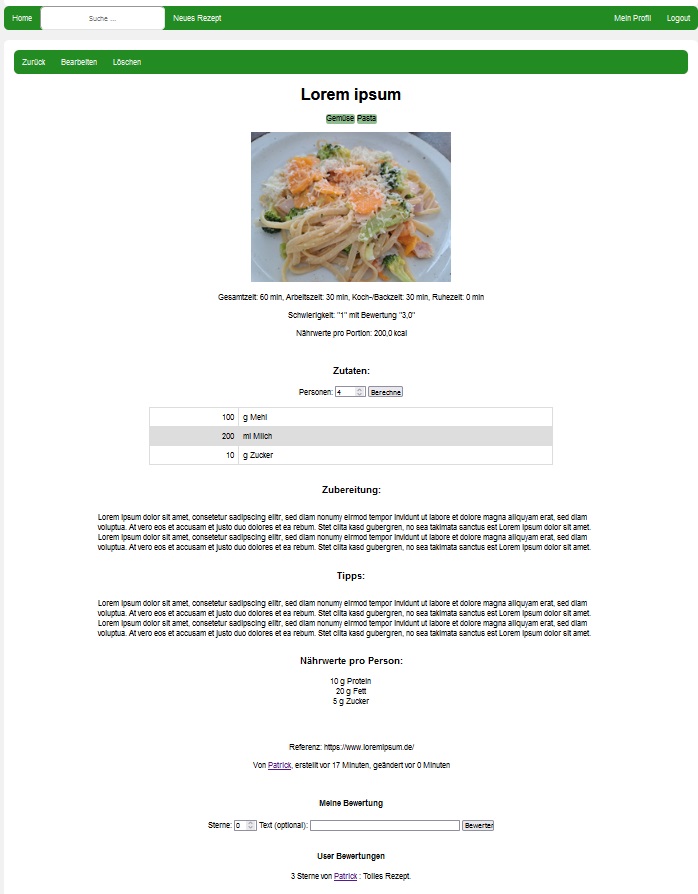 Home Suche ... Neues Rezept Mein Profil Logout
Zurück Bearbeiten Löschen
Lorem ipsum
Gemüse Pasta
Gesamtzeit: 60 min, Arbeitszeit: 30 min, Koch-/Backzeit: 30 min, Ruhezeit: 0 min
Schwierigkeit: "1" mit Bewertung "3,0"
Nährwerte pro Portion: 200,0 kcal
Zutaten:
Personen: 4 Berechne
100 g Mehl
200 ml Milch
10 g Zucker
Zubereitung:
Lorem ipsum dolor sit amet, consetetur sadipscing elitr, sed diam nonumy eirmod tempor invidunt ut labore et dolore magna aliquyam erat, sed diam
voluptua. At vero eos et accusam et justo duo dolores et ea rebum. Stet clita kasd gubergren, no sea takimata sanctus est Lorem ipsum dolor sit amet.
Lorem ipsum dolor sit amet, consetetur sadipscing elitr, sed diam nonumy eirmod tempor invidunt ut labore et dolore magna aliquyam erat, sed diam
voluptua. At vero eos et accusam et justo duo dolores et ea rebum. Stet clita kasd gubergren, no sea takimata sanctus est Lorem ipsum dolor sit amet.
Tipps:
Lorem ipsum dolor sit amet, consetetur sadipscing elitr, sed diam nonumy eirmod tempor invidunt ut labore et dolore magna aliquyam erat, sed diam
voluptua. At vero eos et accusam et justo duo dolores et ea rebum. Stet clita kasd gubergren, no sea takimata sanctus est Lorem ipsum dolor sit amet.
Lorem ipsum dolor sit amet, consetetur sadipscing elitr, sed diam nonumy eirmod tempor invidunt ut labore et dolore magna aliquyam erat, sed diam
voluptua. At vero eos et accusam et justo duo dolores et ea rebum. Stet clita kasd gubergren, no sea takimata sanctus est Lorem ipsum dolor sit amet.
Nährwerte pro Person:
10 g Protein
20 g Fett
5 g Zucker
Referenz: https://www.loremipsum.de/
Von Patrick, erstellt vor 17 Minuten, geändert vor 0 Minuten
Meine Bewertung
Sterne: 0 Text (optional): Bewerten
User Bewertungen
3 Sterne von Patrick : Tolles Rezept.